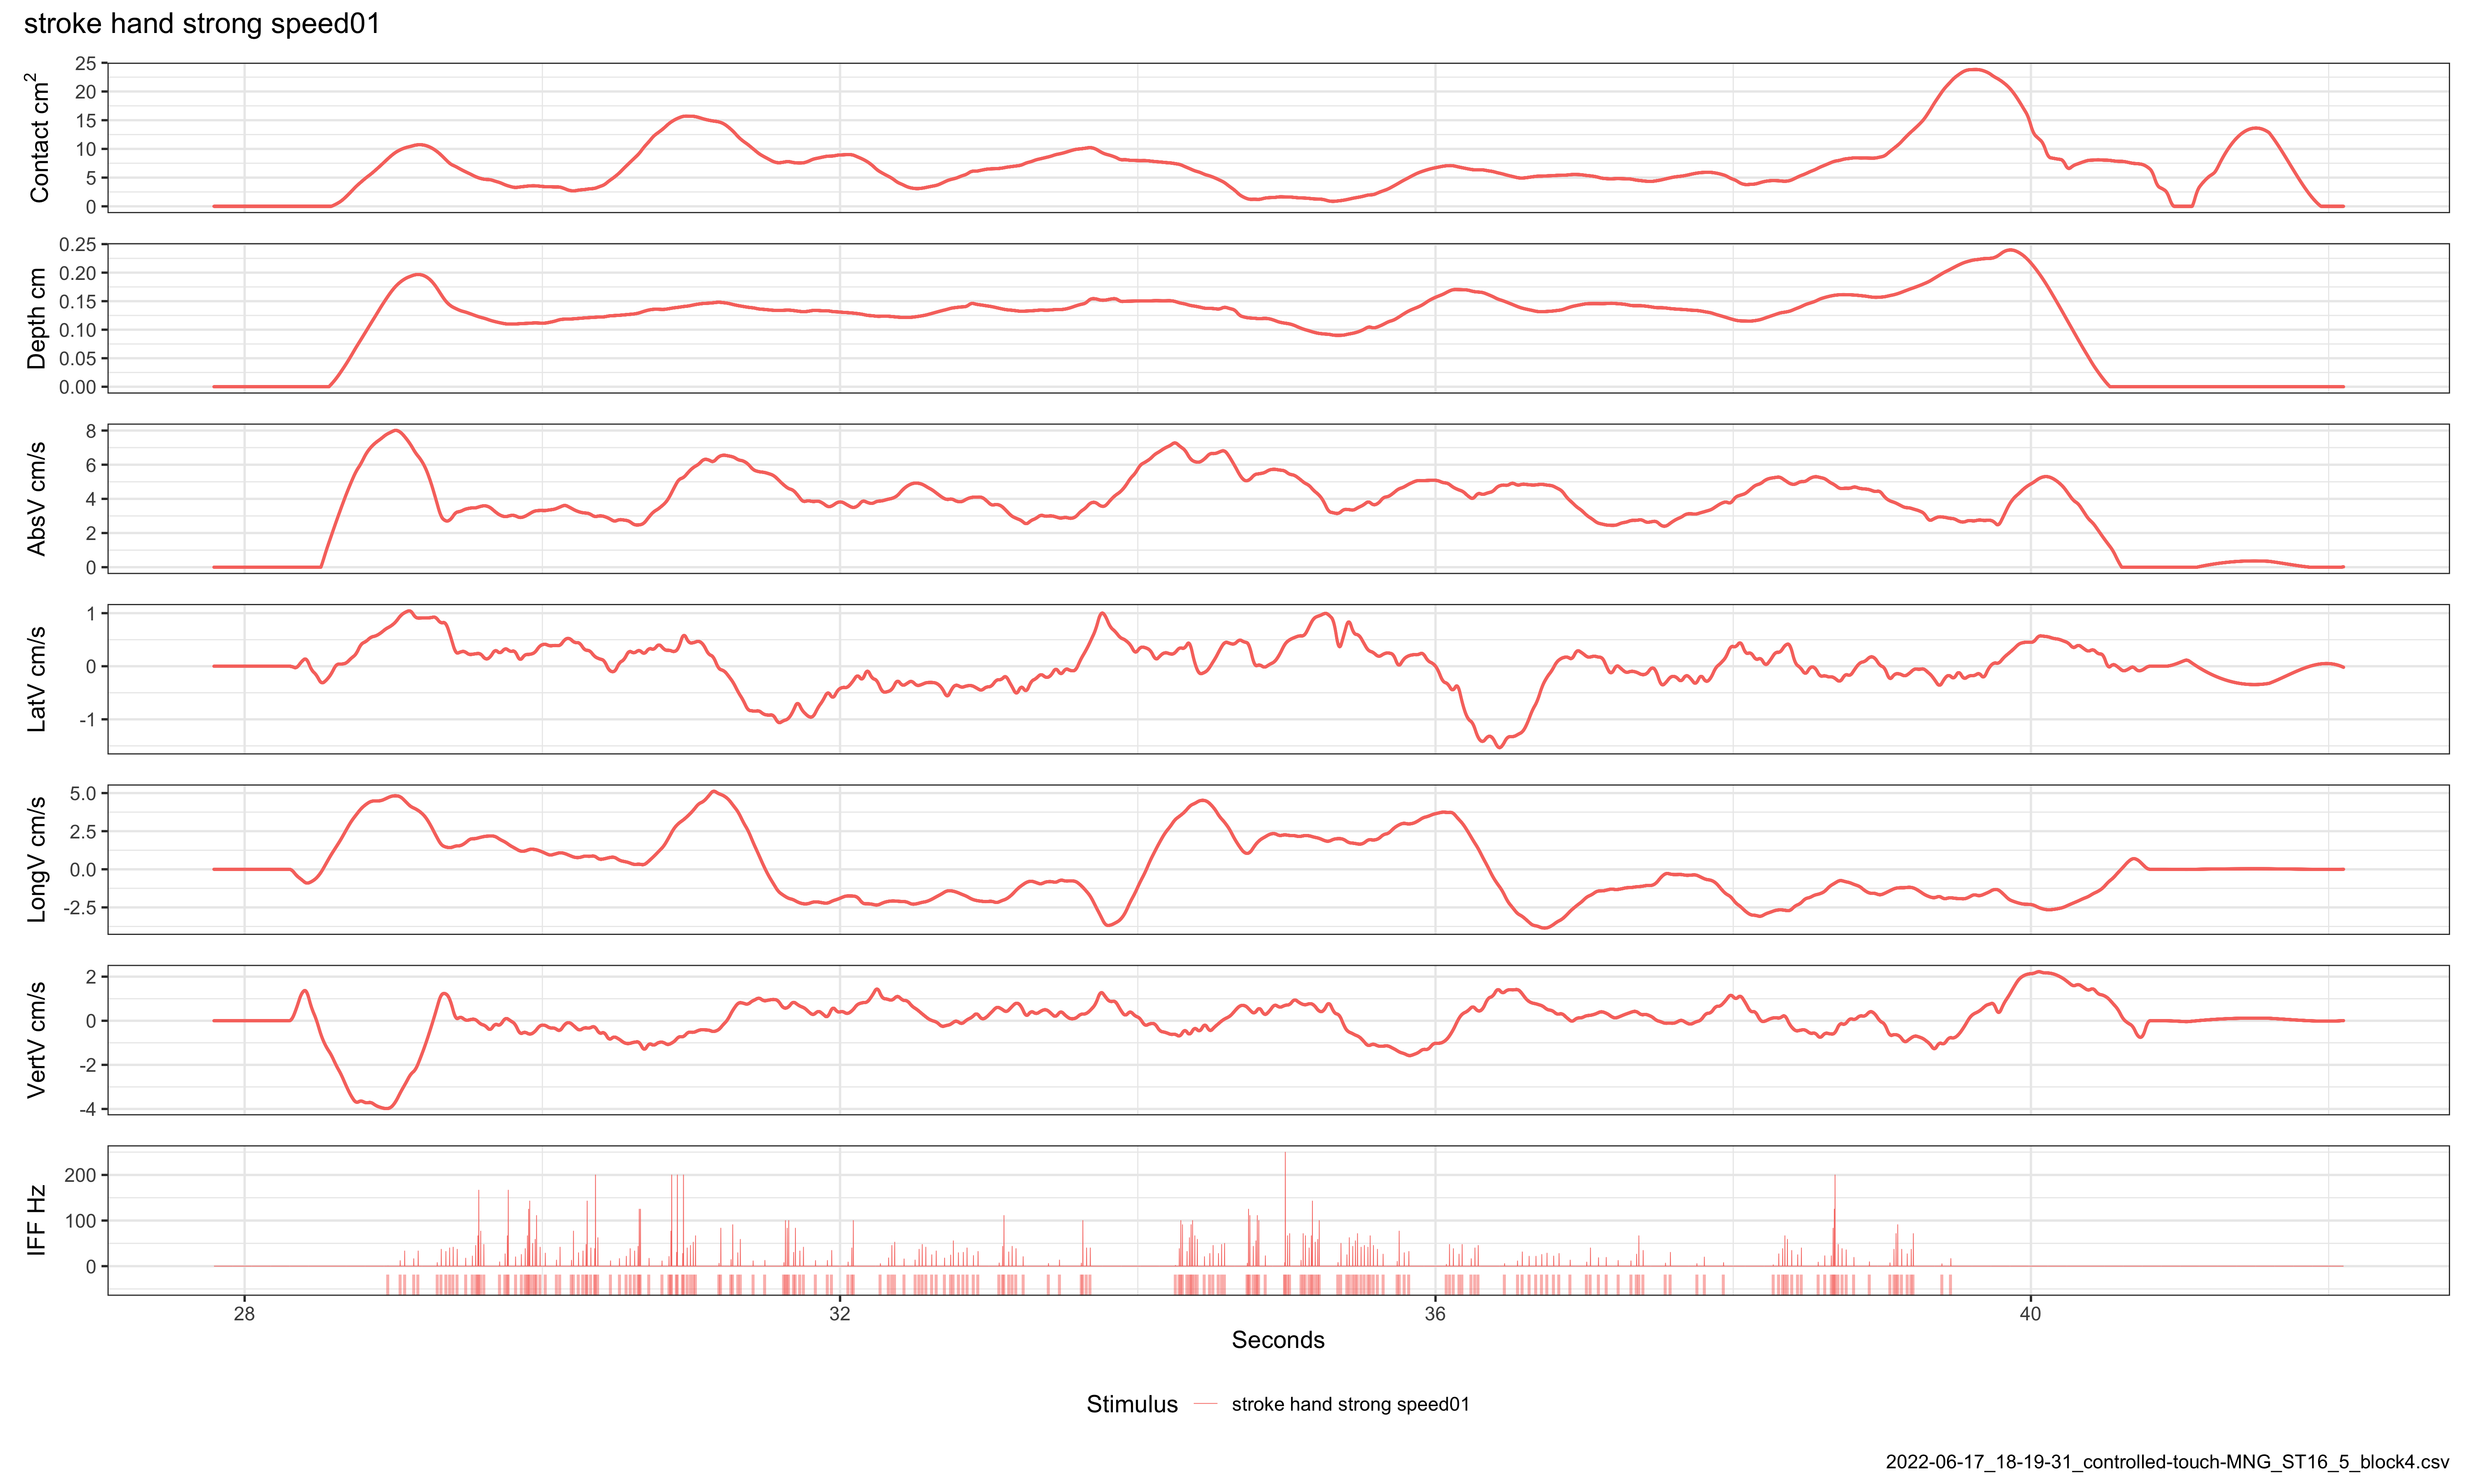 stroke hand strong speed01
Contact cm²
25
20
15
10
5
0
Depth cm
0.25
0.20
0.15
0.10
0.05
0.00
AbsV cm/s
8
6
4
2
0
LatV cm/s
1
0
-1
LongV cm/s
5.0
2.5
0.0
-2.5
VertV cm/s
2
0
-2
-4
IFF Hz
200
100
0
28 32 36 40
Seconds
Stimulus stroke hand strong speed01
2022-06-17_18-19-31_controlled-touch-MNG_ST16_5_block4.csv